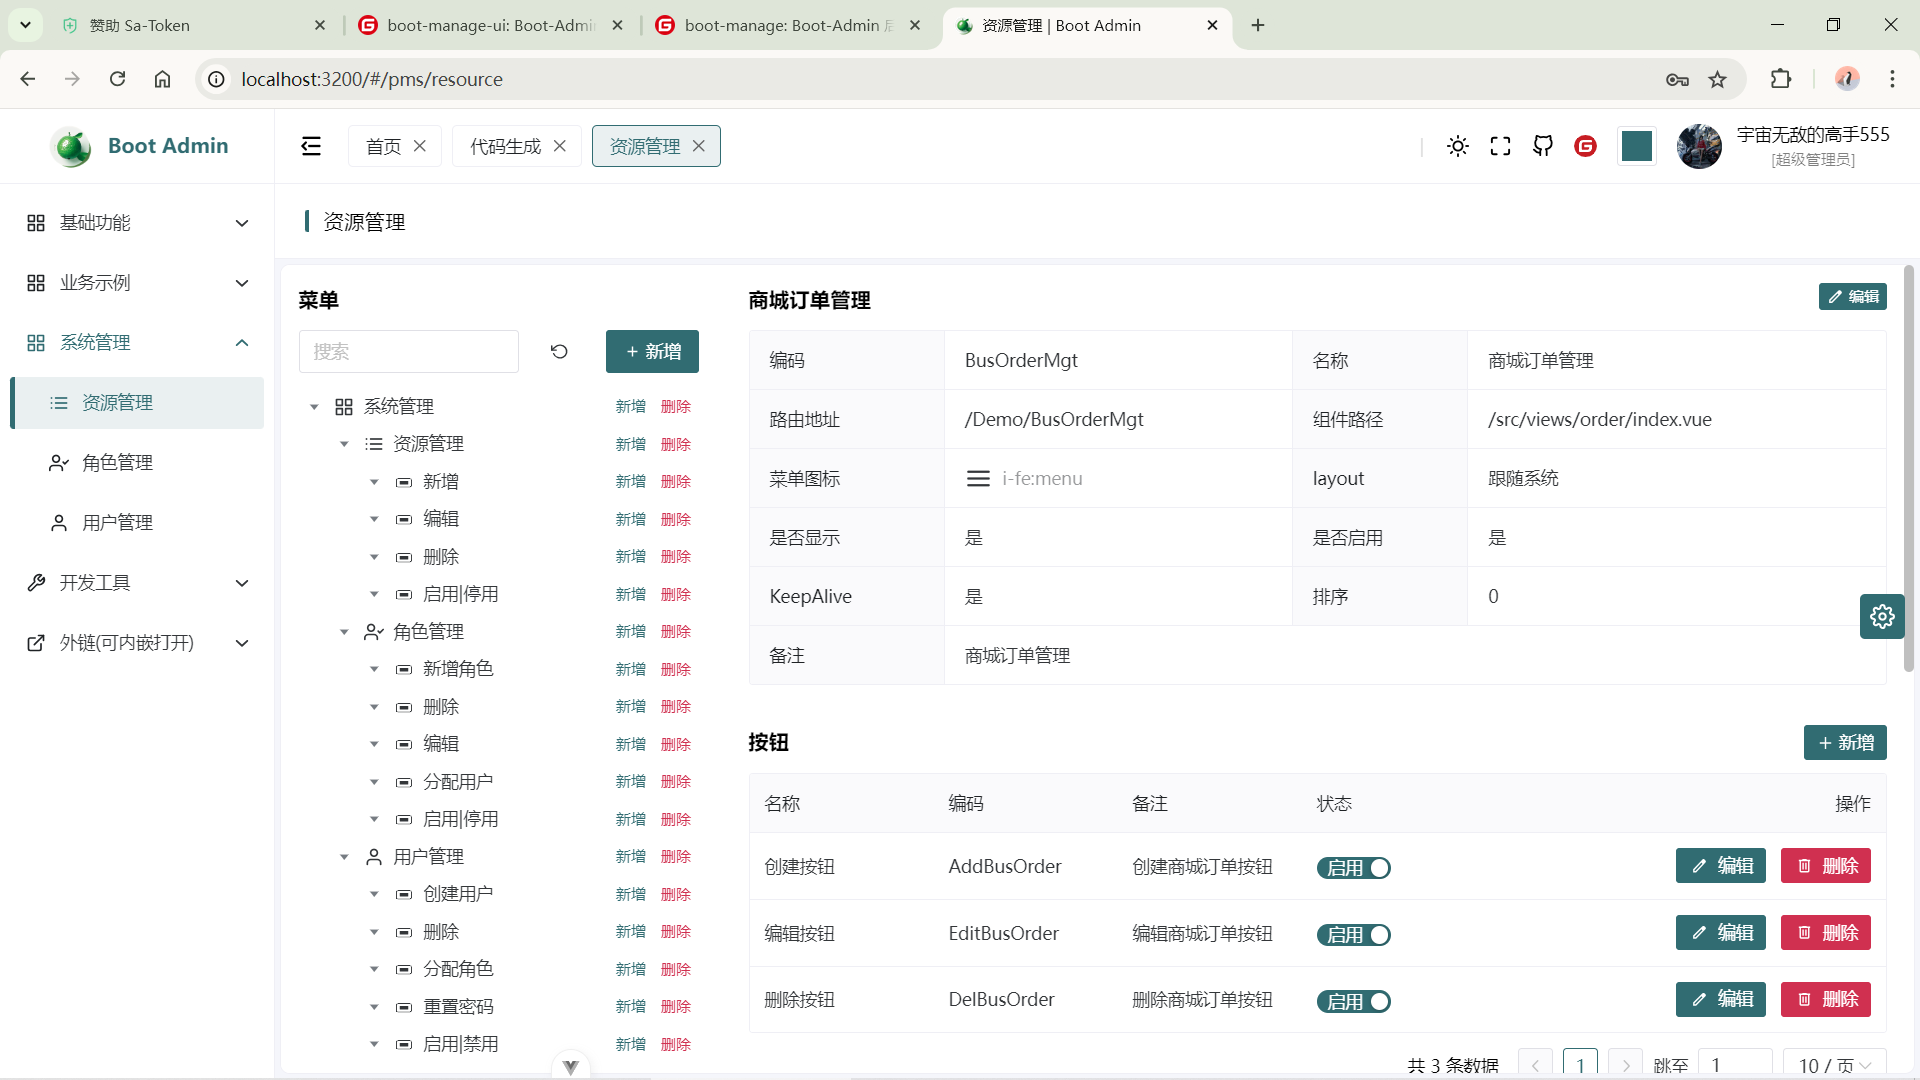 赞助 Sa-Token
boot-manage-ui: Boot-Admin
boot-manage: Boot-Admin 后
资源管理 | Boot Admin
localhost:3200/#/pms/resource
Boot Admin
首页
代码生成
资源管理
宇宙无敌的高手555
[超级管理员]
基础功能
业务示例
系统管理
资源管理
角色管理
用户管理
开发工具
外链(可内嵌打开)
资源管理
菜单
搜索
+ 新增
系统管理 新增 删除
资源管理 新增 删除
新增 新增 删除
编辑 新增 删除
删除 新增 删除
启用|停用 新增 删除
角色管理 新增 删除
新增角色 新增 删除
删除 新增 删除
编辑 新增 删除
分配用户 新增 删除
启用|停用 新增 删除
用户管理 新增 删除
创建用户 新增 删除
删除 新增 删除
分配角色 新增 删除
重置密码 新增 删除
启用|禁用 新增 删除
商城订单管理
编辑
编码 BusOrderMgt 名称 商城订单管理
路由地址 /Demo/BusOrderMgt 组件路径 /src/views/order/index.vue
菜单图标 i-fe:menu layout 跟随系统
是否显示 是 是否启用 是
KeepAlive 是 排序 0
备注 商城订单管理
按钮
+ 新增
名称 编码 备注 状态 操作
创建按钮 AddBusOrder 创建商城订单按钮 启用 编辑 删除
编辑按钮 EditBusOrder 编辑商城订单按钮 启用 编辑 删除
删除按钮 DelBusOrder 删除商城订单按钮 启用 编辑 删除
共 3 条数据 1 跳至 1 10 / 页